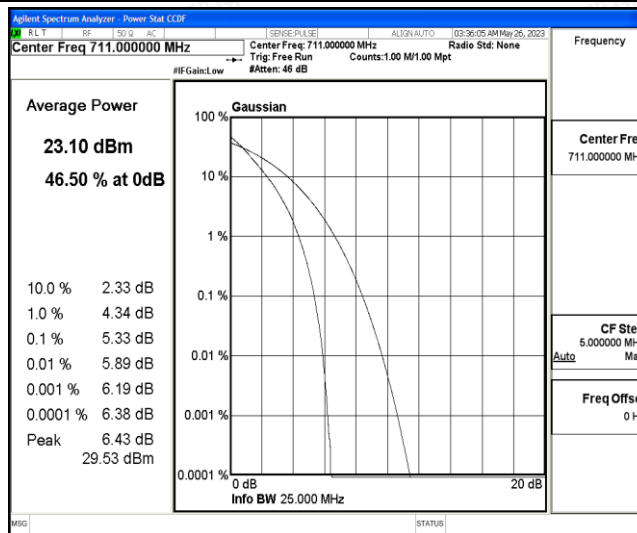 Agilent Spectrum Analyzer - Power Stat CCDF
R L T RF 50 Ω AC SENSE:PULSE ALIGN AUTO 03:36:05 AM May 26, 2023
Center Freq 711.000000 MHz
Center Freq: 711.000000 MHz Radio Std: None
Trig: Free Run Counts:1.00 M/1.00 Mpt
#IFGain:Low #Atten: 46 dB
Frequency
Average Power
23.10 dBm
46.50 % at 0dB
10.0 % 2.33 dB
1.0 % 4.34 dB
0.1 % 5.33 dB
0.01 % 5.89 dB
0.001 % 6.19 dB
0.0001 % 6.38 dB
Peak 6.43 dB
29.53 dBm
Gaussian
100 %
10 %
1 %
0.1 %
0.01 %
0.001 %
0.0001 %
0 dB 20 dB
Info BW 25.000 MHz
Center Fre
711.000000 MH
CF Ste
5.000000 MH
Auto Ma
Freq Offse
0 H
MSG STATUS